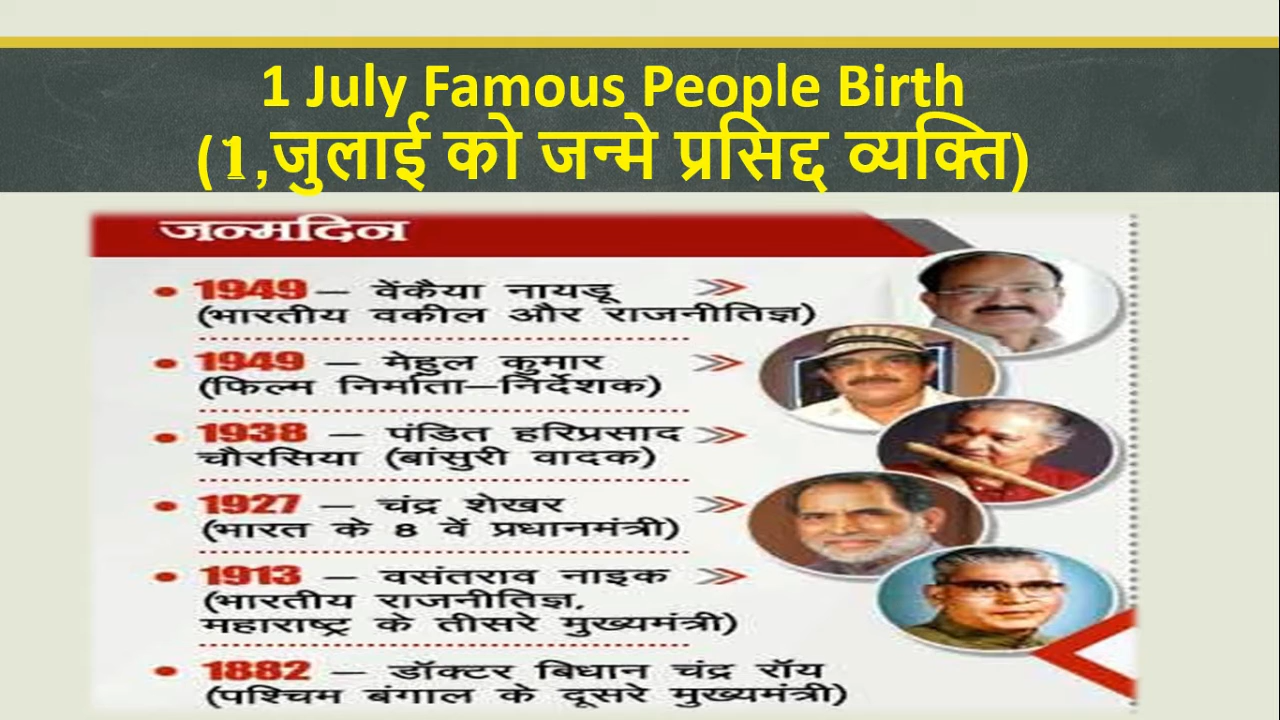 1 July Famous People Birth
(1,जुलाई को जन्मे प्रसिद्द व्यक्ति)
जन्मदिन
• 1949 – वेंकैया नायडू
(भारतीय वकील और राजनीतिज्ञ)
• 1949 – मेहुल कुमार
(फिल्म निर्माता–निर्देशक)
• 1938 – पंडित हरिप्रसाद
चौरसिया (बांसुरी वादक)
• 1927 – चंद्र शेखर
(भारत के 8 वें प्रधानमंत्री)
• 1913 – वसंतराव नाइक
(भारतीय राजनीतिज्ञ,
महाराष्ट्र के तीसरे मुख्यमंत्री)
• 1882 – डॉक्टर बिधान चंद्र रॉय
(पश्चिम बंगाल के दूसरे मुख्यमंत्री)